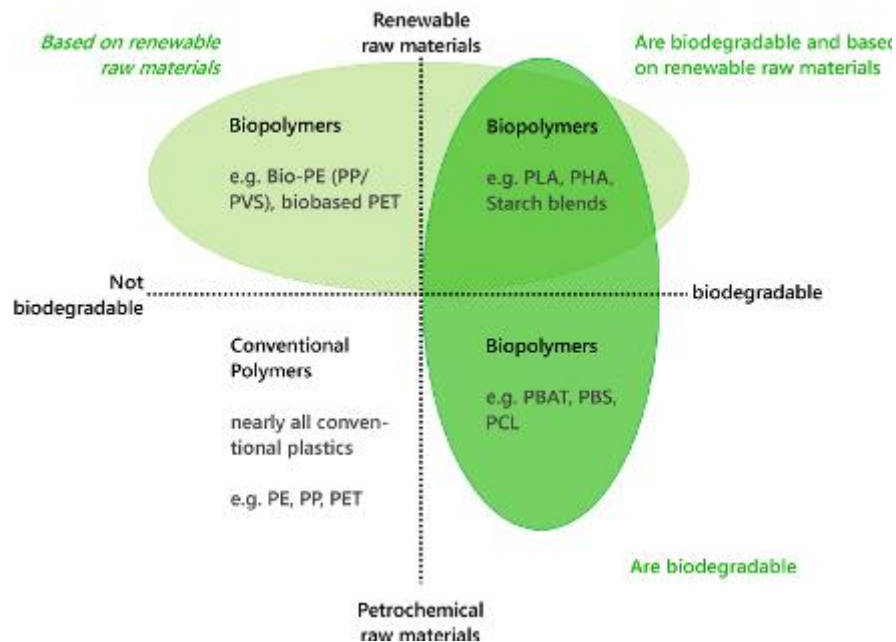 Renewable
raw materials
Based on renewable
raw materials
Are biodegradable and based
on renewable raw materials
Biopolymers
e.g. Bio-PE (PP/
PVS), biobased PET
Biopolymers
e.g. PLA, PHA,
Starch blends
Not
biodegradable
biodegradable
Conventional
Polymers
nearly all conven-
tional plastics
e.g. PE, PP, PET
Biopolymers
e.g. PBAT, PBS,
PCL
Are biodegradable
Petrochemical
raw materials